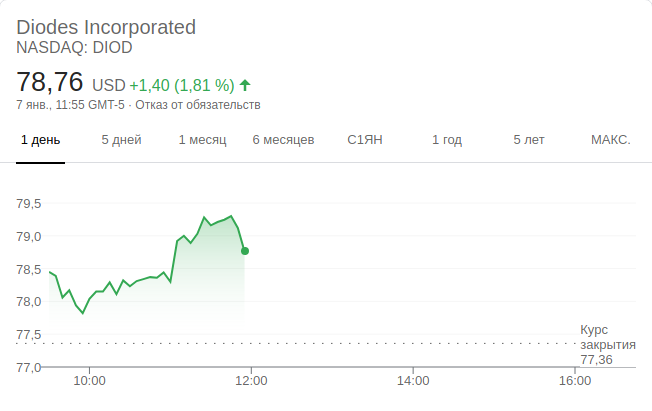 Diodes Incorporated
NASDAQ: DIOD
78,76 USD +1,40 (1,81 %)
7 янв., 11:55 GMT-5 · Отказ от обязательств
1 день 5 дней 1 месяц 6 месяцев С1ЯН 1 год 5 лет МАКС.
79,5
79,0
78,5
78,0
77,5
Курс
закрытия
77,36
77,0
10:00 12:00 14:00 16:00